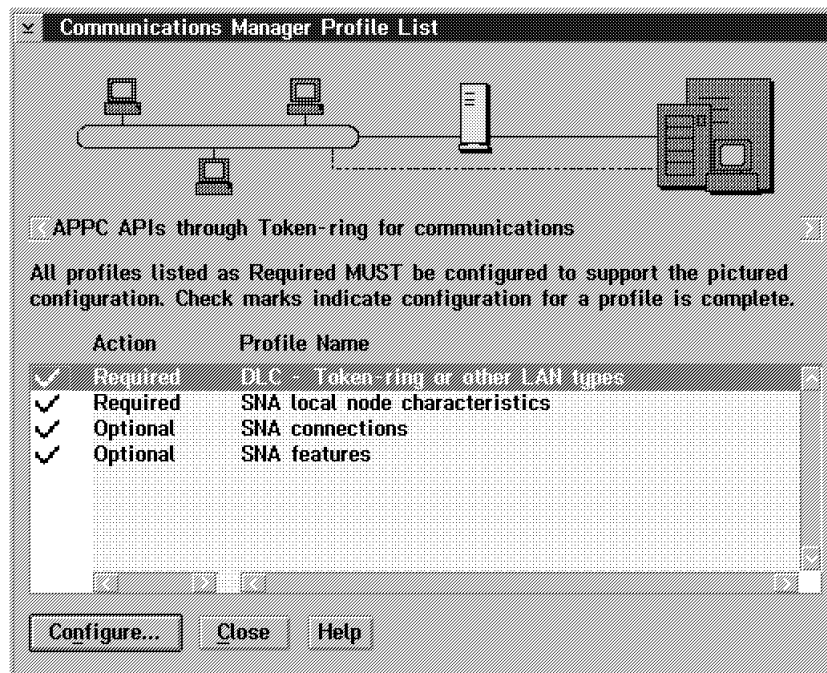 Communications Manager Profile List
APPC APIs through Token-ring for communications
All profiles listed as Required MUST be configured to support the pictured
configuration. Check marks indicate configuration for a profile is complete.
Action Profile Name
Required DLC - Token-ring or other LAN types
Required SNA local node characteristics
Optional SNA connections
Optional SNA features
Configure... Close Help